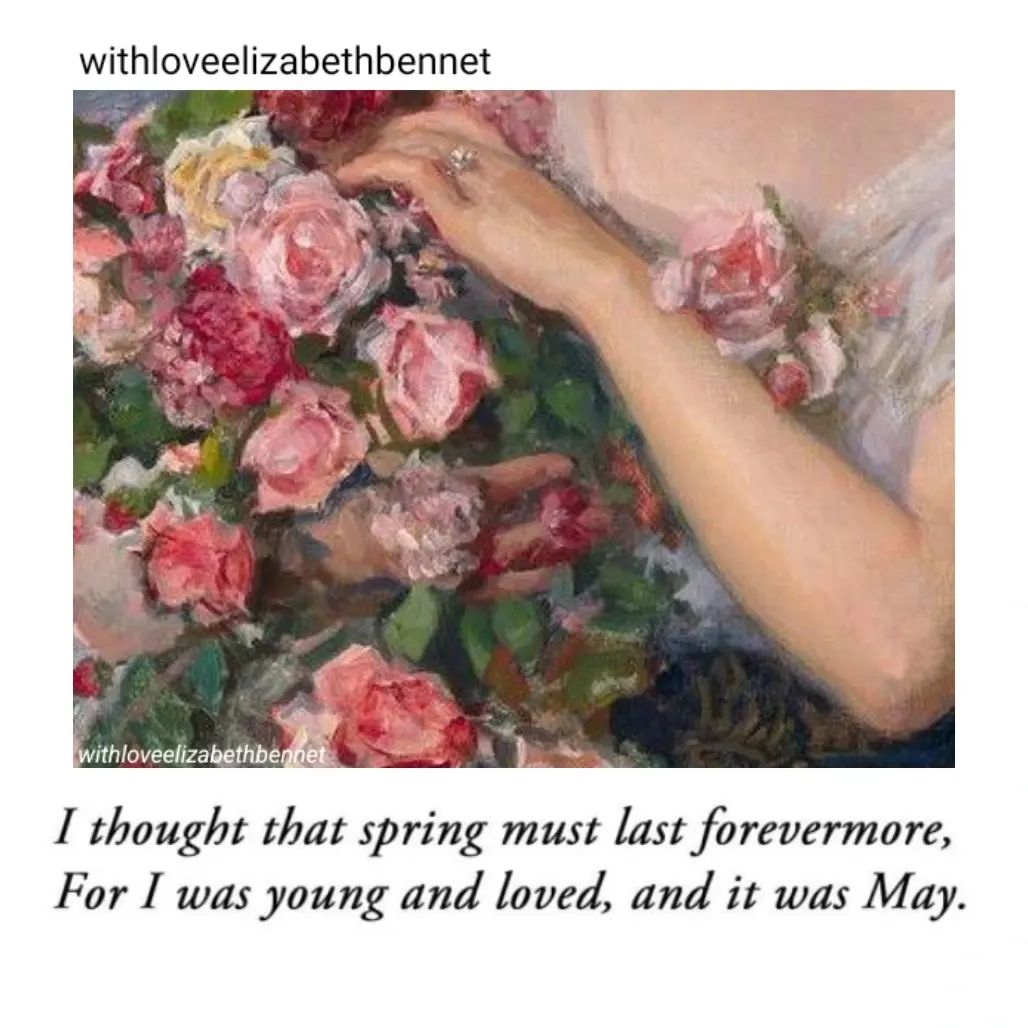 withloveelizabethbennet
withloveelizabethbennet
I thought that spring must last forevermore,
For I was young and loved, and it was May.